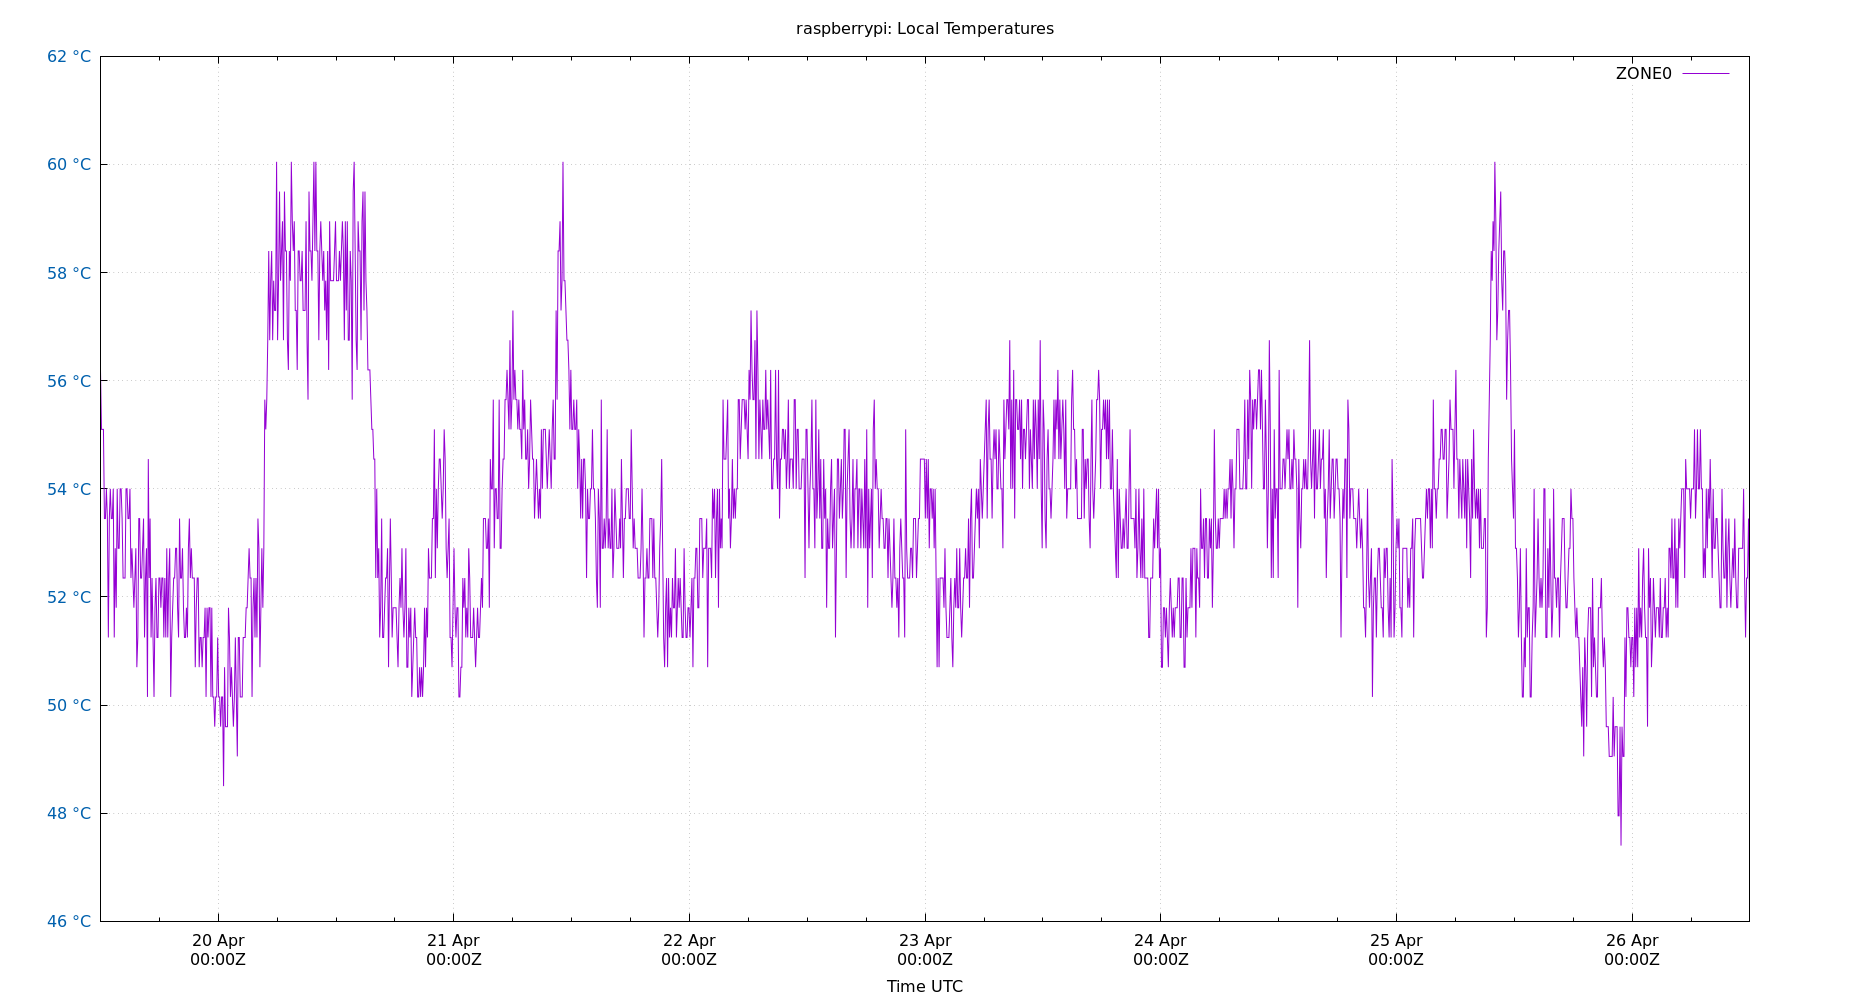 raspberrypi: Local Temperatures
62 °C
ZONE0
60 °C
58 °C
56 °C
54 °C
52 °C
50 °C
48 °C
46 °C
20 Apr 21 Apr 22 Apr 23 Apr 24 Apr 25 Apr 26 Apr
00:00Z 00:00Z 00:00Z 00:00Z 00:00Z 00:00Z 00:00Z
Time UTC